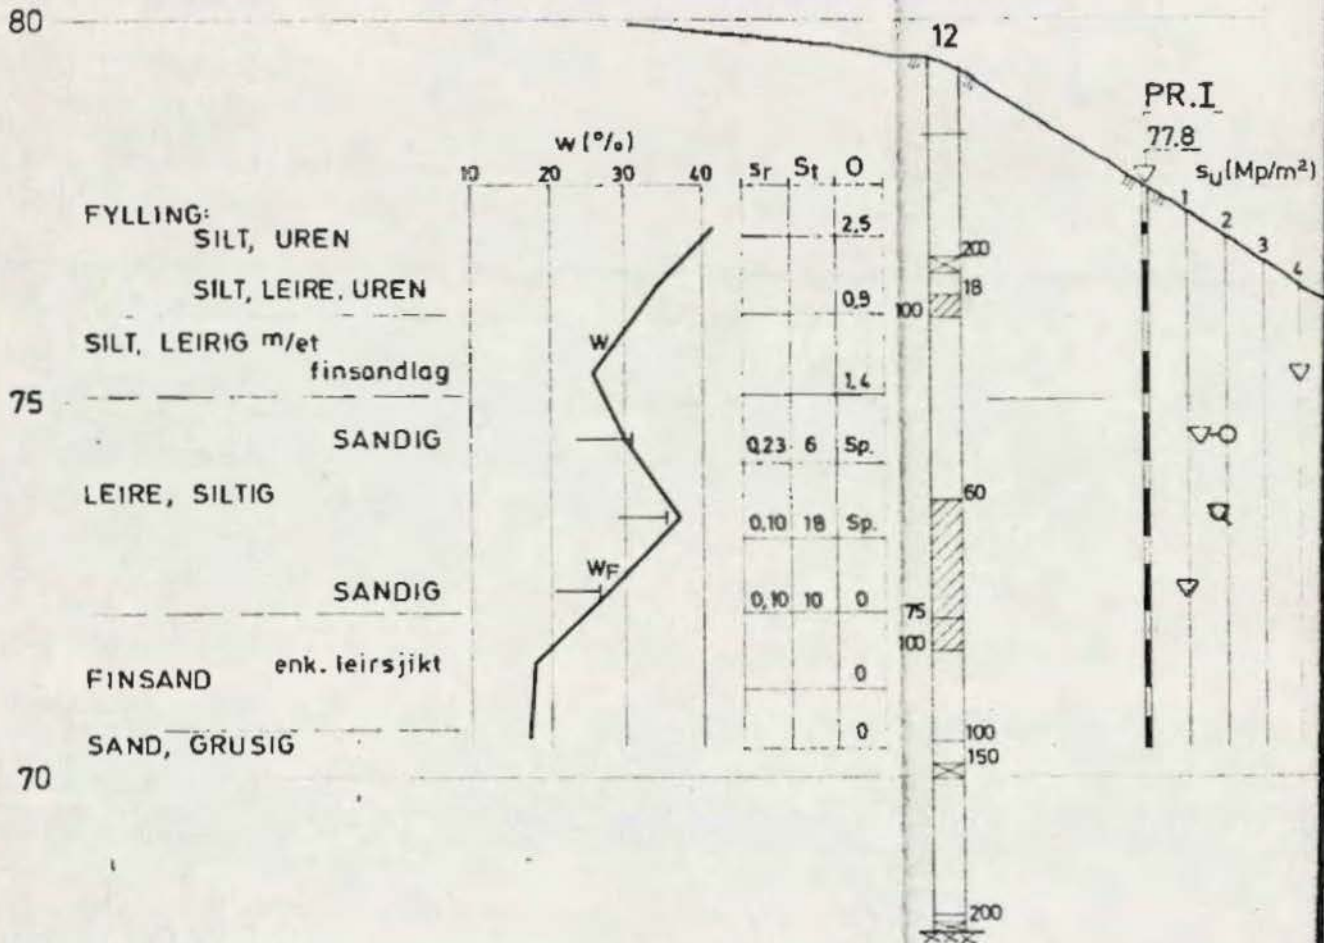 80
12
PR.I
77.8
w (°/o)
10 20 30 40
sr St O
su (Mp/m²)
1 2 3 4
FYLLING:
SILT, UREN
2,5
200
SILT, LEIRE, UREN
0,9
18
100
SILT, LEIRIG m/et
W
finsandlag
1,4
75
SANDIG
0,23 6 Sp.
LEIRE, SILTIG
60
0,10 18 Sp.
WF
SANDIG
0,10 10 0
75
100
enk. leirsjikt
FINSAND
0
SAND, GRUSIG
0
100
150
70
200